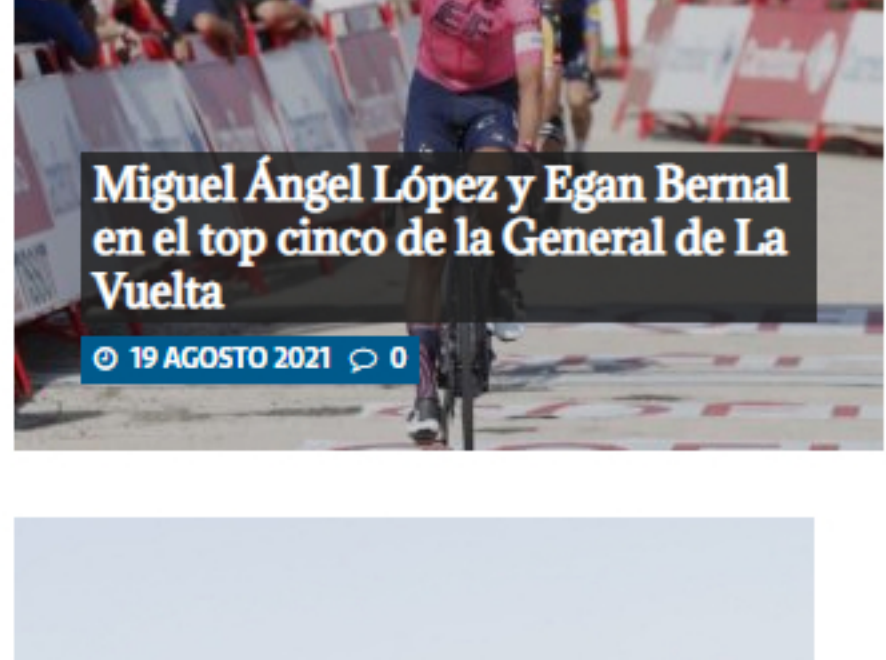 EF
Miguel Ángel López y Egan Bernal
en el top cinco de la General de La
Vuelta
19 AGOSTO 2021 0